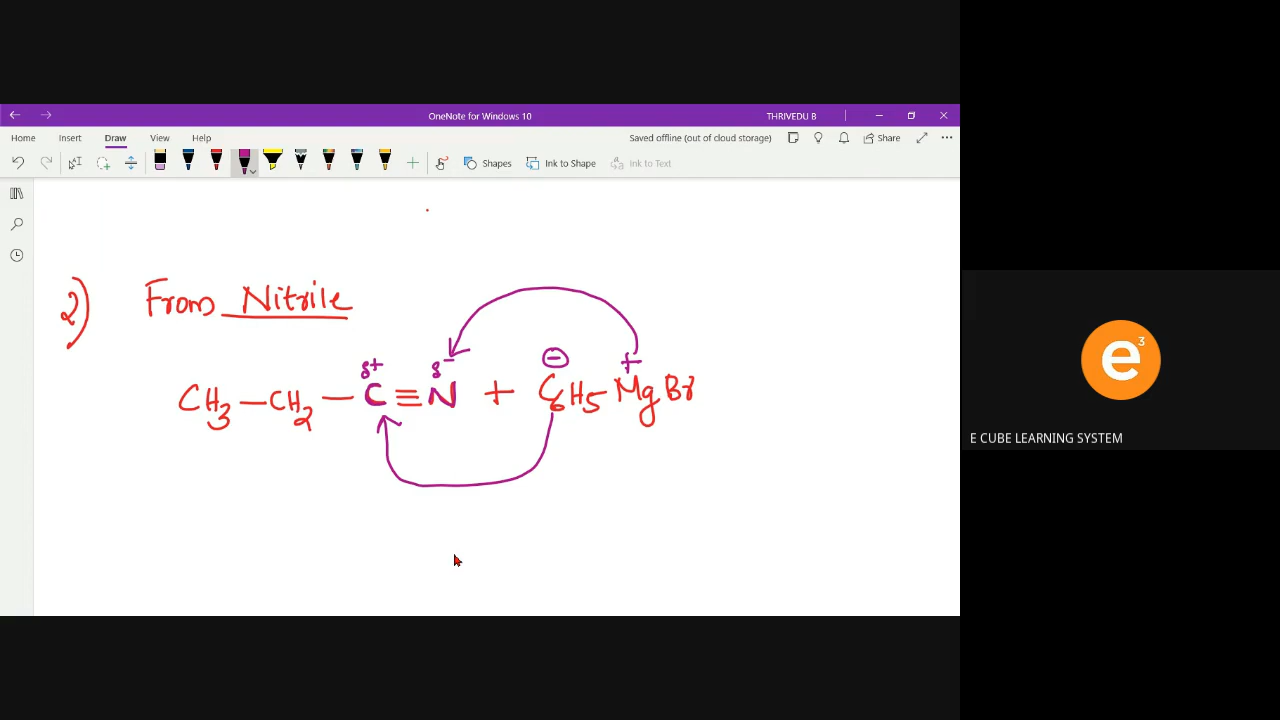 OneNote for Windows 10
THRIVEDU B
Home Insert Draw View Help
Saved offline (out of cloud storage)
Share
Shapes
Ink to Shape
Ink to Text
2) From Nitrile
δ+ δ- - +
CH3 — CH2 — C ≡ N + C6H5 MgBr
e3
E CUBE LEARNING SYSTEM